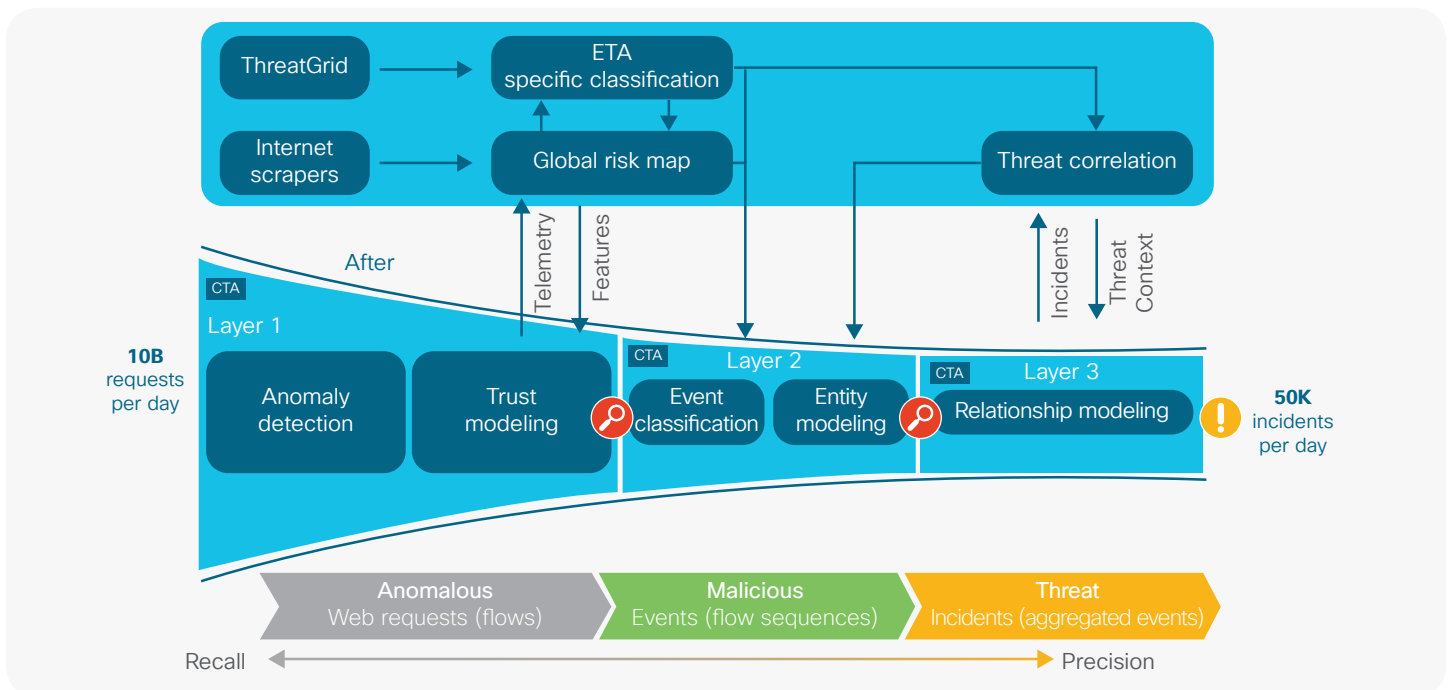 ThreatGrid
ETA
specific classification
Internet
scrapers
Global risk map
Threat correlation
Telemetry
Features
Incidents
Threat
Context
After
CTA
Layer 1
10B
requests
per day
Anomaly
detection
Trust
modeling
CTA
Layer 2
Event
classification
Entity
modeling
CTA
Layer 3
Relationship modeling
50K
incidents
per day
Anomalous
Web requests (flows)
Malicious
Events (flow sequences)
Threat
Incidents (aggregated events)
Recall
Precision